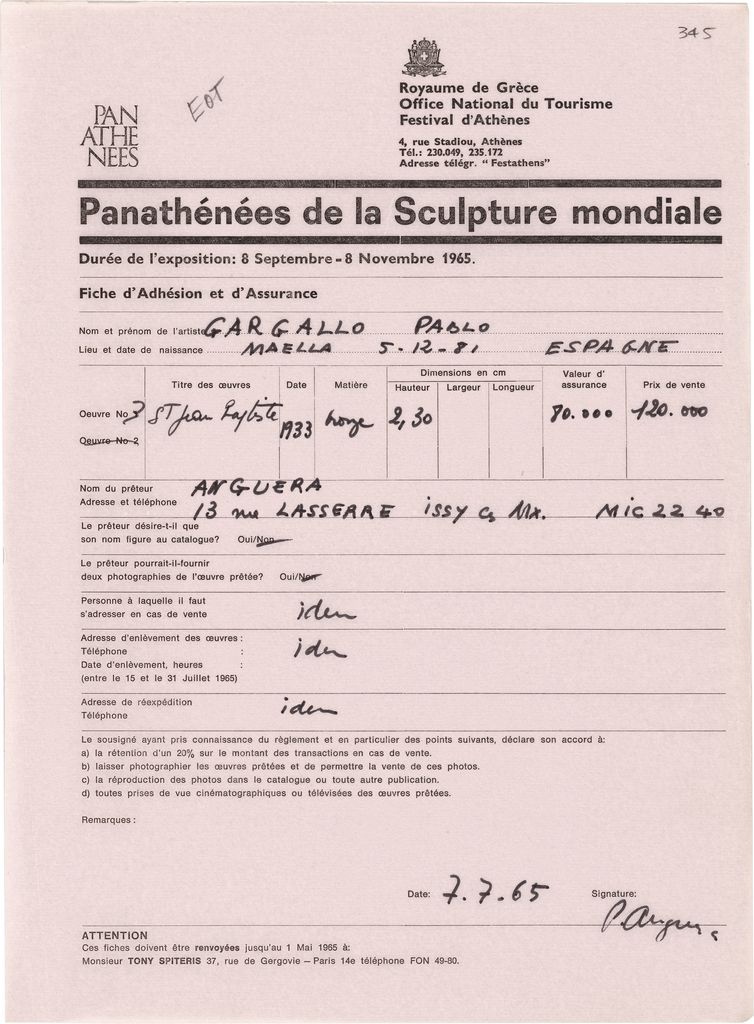 345
EOT
PAN
ATHE
NEES
Royaume de Grèce
Office National du Tourisme
Festival d'Athènes
4, rue Stadiou, Athènes
Tél.: 230.049, 235.172
Adresse télégr. “ Festathens”
Panathénées de la Sculpture mondiale
Durée de l'exposition: 8 Septembre - 8 Novembre 1965.
Fiche d'Adhésion et d'Assurance
Nom et prénom de l'artiste GARGALLO PABLO
Lieu et date de naissance MAELLA 5-12-81 ESPAGNE
Titre des œuvres Date Matière Dimensions en cm Valeur d' assurance Prix de vente
Hauteur Largeur Longueur
Oeuvre No 3 ST Jean Baptiste 1933 bronze 2,30 70.000 120.000
Oeuvre No 2
Nom du prêteur ANGUERA
Adresse et téléphone 13 rue LASSERRE ISSY Mx. MIC 22 40
Le prêteur désire-t-il que
son nom figure au catalogue? Oui/Non
Le prêteur pourrait-il-fournir
deux photographies de l'œuvre prêtée? Oui/Non
Personne à laquelle il faut
s'adresser en cas de vente idem
Adresse d'enlèvement des œuvres :
Téléphone : idem
Date d'enlèvement, heures :
(entre le 15 et le 31 Juillet 1965)
Adresse de réexpédition idem
Téléphone
Le sousigné ayant pris connaissance du règlement et en particulier des points suivants, déclare son accord à:
a) la rétention d'un 20% sur le montant des transactions en cas de vente.
b) laisser photographier les œuvres prêtées et de permettre la vente de ces photos.
c) la réproduction des photos dans le catalogue ou toute autre publication.
d) toutes prises de vue cinématographiques ou télévisées des œuvres prêtées.
Remarques :
Date: 7.7.65 Signature:
P. Anguera
ATTENTION
Ces fiches doivent être renvoyées jusqu'au 1 Mai 1965 à:
Monsieur TONY SPITERIS 37, rue de Gergovie – Paris 14e téléphone FON 49-80.